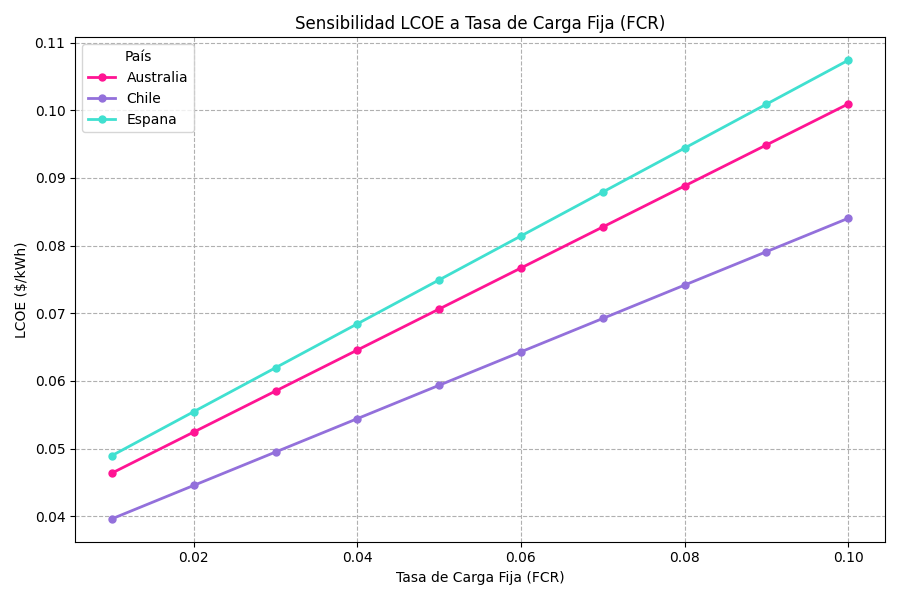 Sensibilidad LCOE a Tasa de Carga Fija (FCR)
País
Australia
Chile
Espana
LCOE ($/kWh)
0.11
0.10
0.09
0.08
0.07
0.06
0.05
0.04
0.02
0.04
0.06
0.08
0.10
Tasa de Carga Fija (FCR)